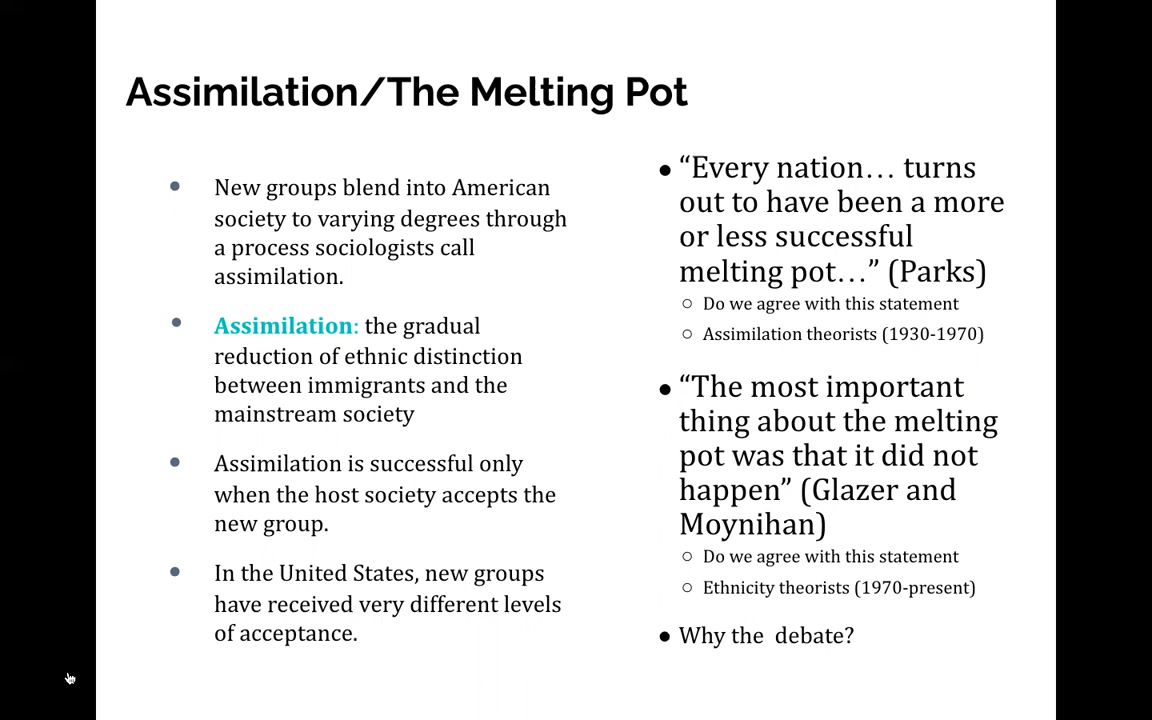 Assimilation/The Melting Pot
• New groups blend into American
society to varying degrees through
a process sociologists call
assimilation.
• Assimilation: the gradual
reduction of ethnic distinction
between immigrants and the
mainstream society
• Assimilation is successful only
when the host society accepts the
new group.
• In the United States, new groups
have received very different levels
of acceptance.
• “Every nation… turns
out to have been a more
or less successful
melting pot…” (Parks)
○ Do we agree with this statement
○ Assimilation theorists (1930-1970)
• “The most important
thing about the melting
pot was that it did not
happen” (Glazer and
Moynihan)
○ Do we agree with this statement
○ Ethnicity theorists (1970-present)
• Why the  debate?